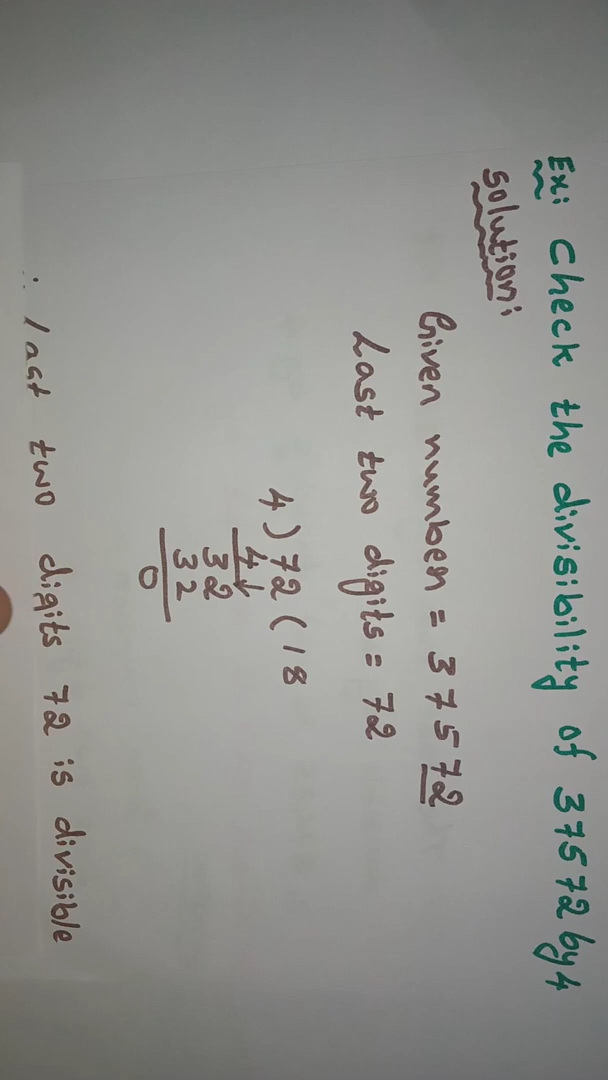 Ex: Check the divisibility of 37572 by 4
Solution:
Given number = 37572
Last two digits = 72
4 ) 72 ( 18
4↓
32
32
0
∴ last two digits 72 is divisible